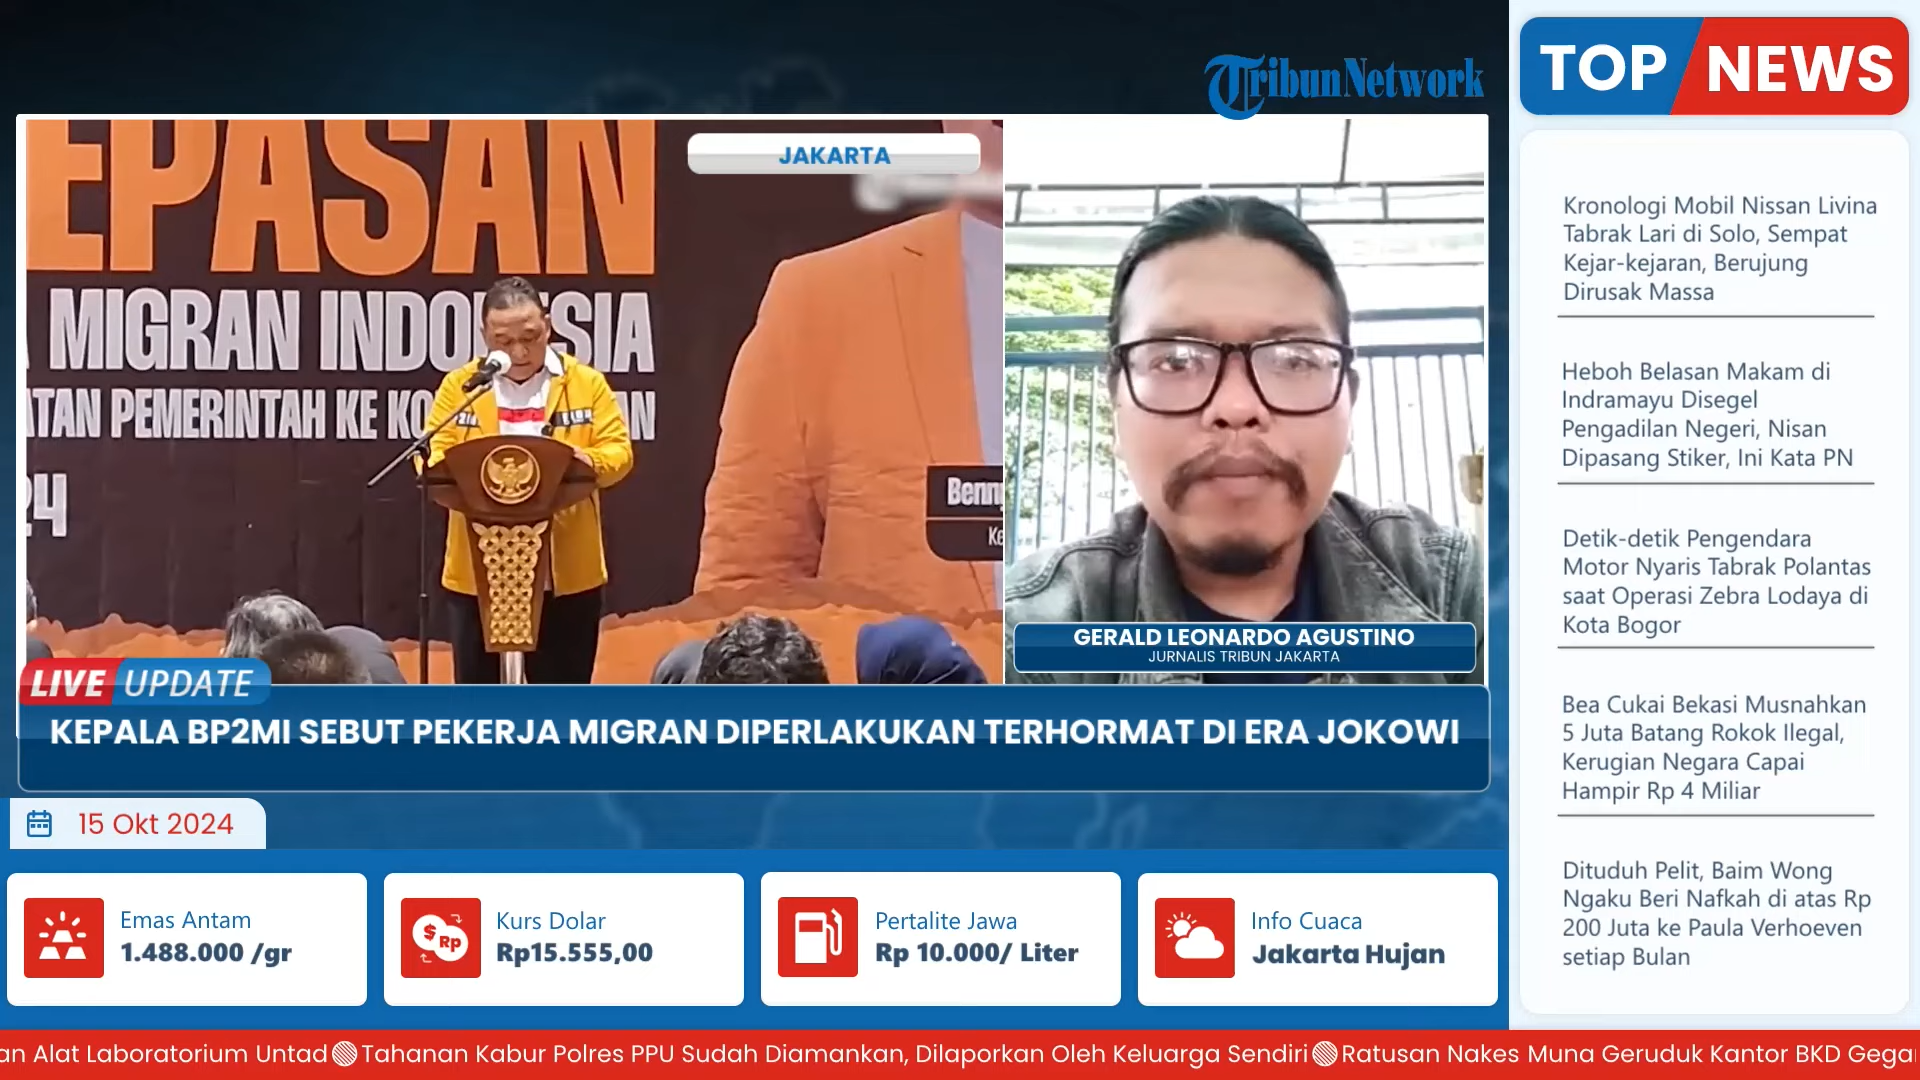 TribunNetwork
TOP NEWS
EPASAN
MIGRAN INDONESIA
PEMERINTAH KE
24
JAKARTA
GERALD LEONARDO AGUSTINO
JURNALIS TRIBUN JAKARTA
LIVE UPDATE
KEPALA BP2MI SEBUT PEKERJA MIGRAN DIPERLAKUKAN TERHORMAT DI ERA JOKOWI
15 Okt 2024
Emas Antam
1.488.000 /gr
Kurs Dolar
Rp15.555,00
Pertalite Jawa
Rp 10.000/ Liter
Info Cuaca
Jakarta Hujan
Kronologi Mobil Nissan Livina
Tabrak Lari di Solo, Sempat
Kejar-kejaran, Berujung
Dirusak Massa
Heboh Belasan Makam di
Indramayu Disegel
Pengadilan Negeri, Nisan
Dipasang Stiker, Ini Kata PN
Detik-detik Pengendara
Motor Nyaris Tabrak Polantas
saat Operasi Zebra Lodaya di
Kota Bogor
Bea Cukai Bekasi Musnahkan
5 Juta Batang Rokok Ilegal,
Kerugian Negara Capai
Hampir Rp 4 Miliar
Dituduh Pelit, Baim Wong
Ngaku Beri Nafkah di atas Rp
200 Juta ke Paula Verhoeven
setiap Bulan
an Alat Laboratorium Untad Tahanan Kabur Polres PPU Sudah Diamankan, Dilaporkan Oleh Keluarga Sendiri Ratusan Nakes Muna Geruduk Kantor BKD Gega